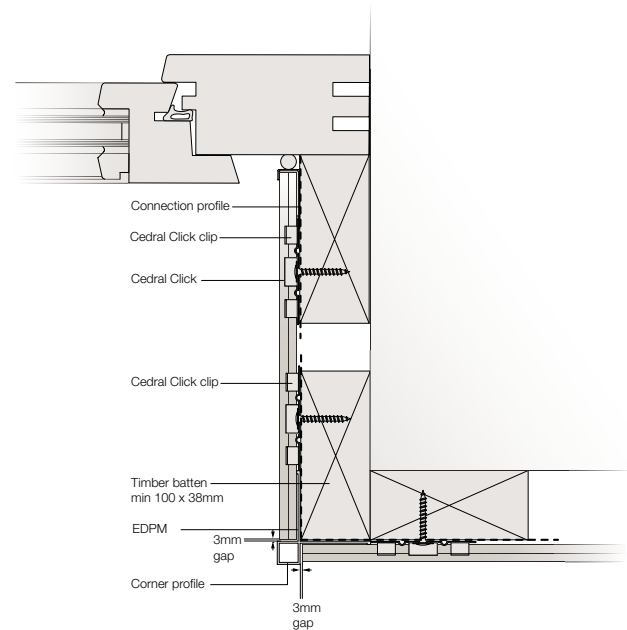 Connection profile
Cedral Click clip
Cedral Click
Cedral Click clip
Timber batten
min 100 x 38mm
EDPM
3mm
gap
Corner profile
3mm
gap